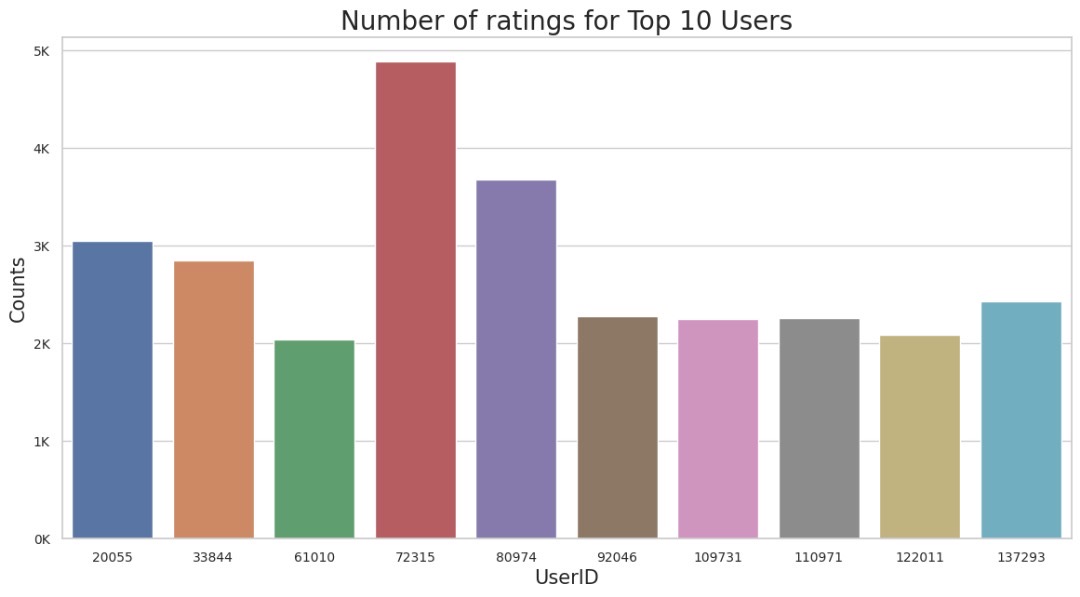 Number of ratings for Top 10 Users
5K
4K
3K
2K
1K
0K
Counts
20055 33844 61010 72315 80974 92046 109731 110971 122011 137293
UserID